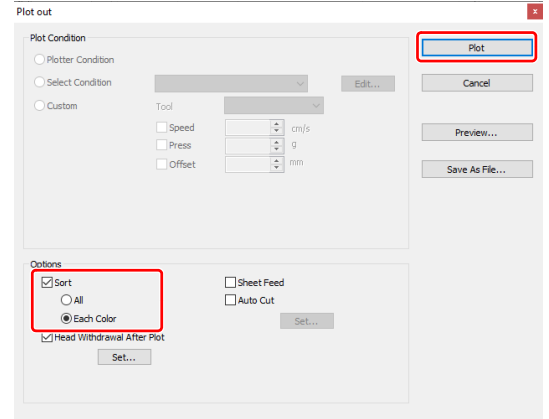 Plot out
x
Plot Condition
Plotter Condition
Select Condition
Edit...
Custom
Tool
Speed
cm/s
Press
g
Offset
mm
Plot
Cancel
Preview...
Save As File...
Options
Sort
All
Each Color
Head Withdrawal After Plot
Set...
Sheet Feed
Auto Cut
Set...